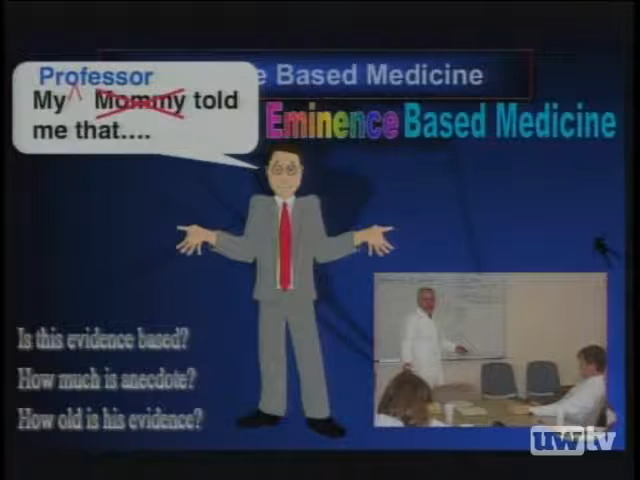 Professor
My Mommy told
me that....
e Based Medicine
Eminence Based Medicine
Is this evidence based?
How much is anecdote?
How old is his evidence?
uwtv